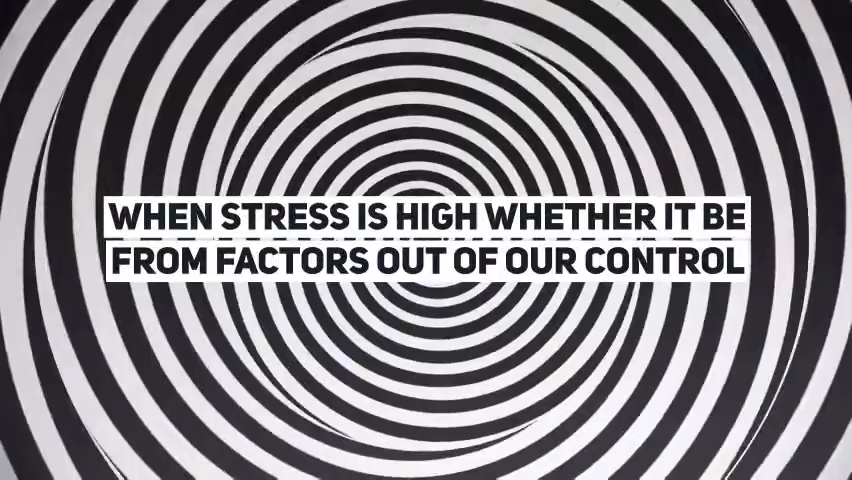 WHEN STRESS IS HIGH WHETHER IT BE
FROM FACTORS OUT OF OUR CONTROL